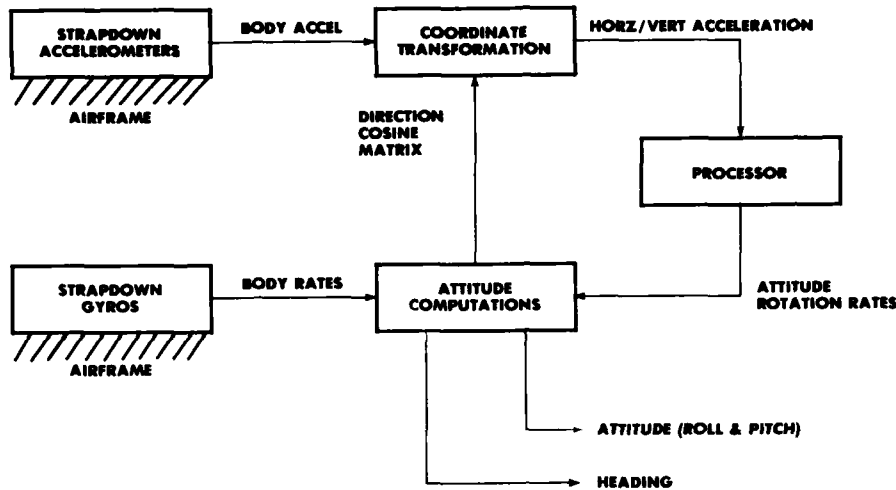 STRAPDOWN
ACCELEROMETERS
BODY ACCEL
COORDINATE
TRANSFORMATION
HORZ/VERT ACCELERATION
AIRFRAME
DIRECTION
COSINE
MATRIX
PROCESSOR
STRAPDOWN
GYROS
BODY RATES
ATTITUDE
COMPUTATIONS
ATTITUDE
ROTATION RATES
AIRFRAME
ATTITUDE (ROLL & PITCH)
HEADING